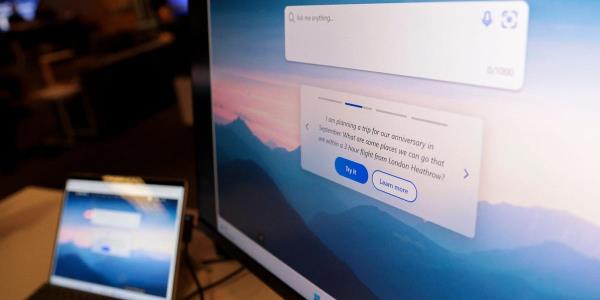 Ask me anything...
0/1000
I am planning a trip for our anniversary in
September. What are some places we can go that
are within a 3 hour flight from London Heathrow?
Try it
Learn more